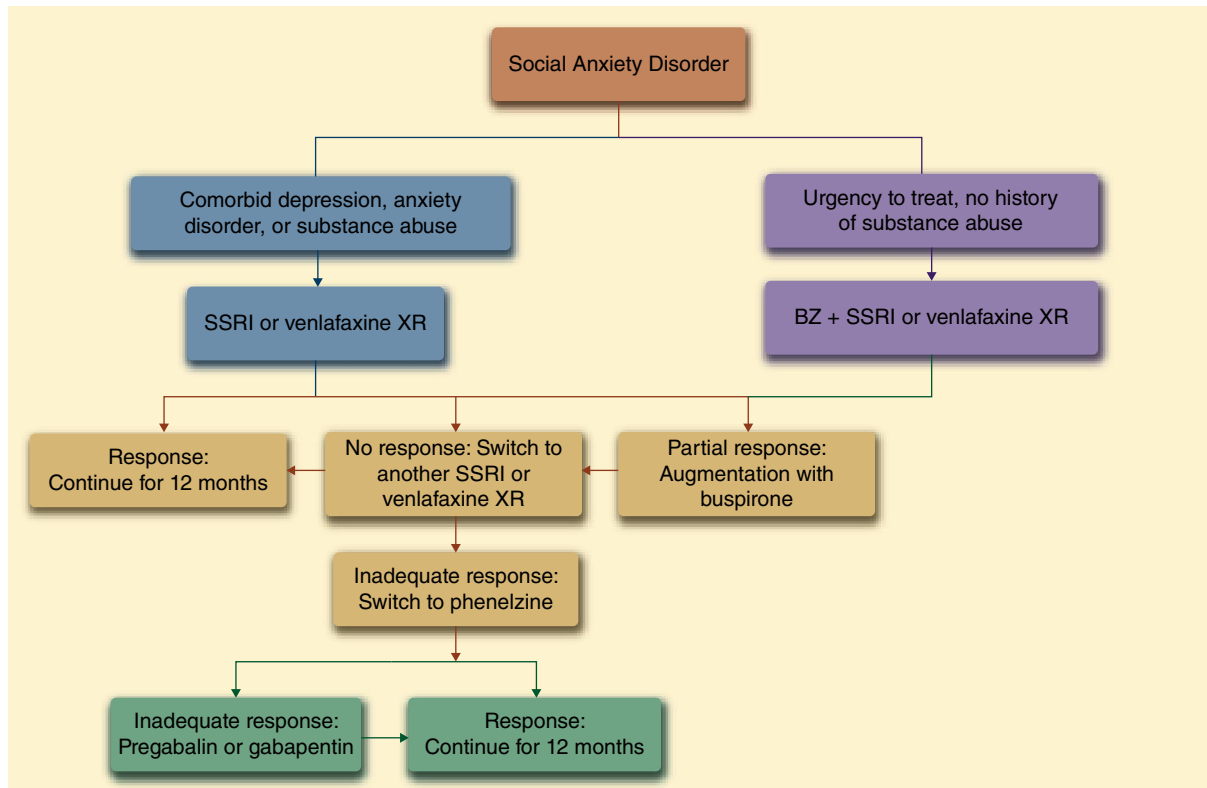 Social Anxiety Disorder
Comorbid depression, anxiety
disorder, or substance abuse
Urgency to treat, no history
of substance abuse
SSRI or venlafaxine XR
BZ + SSRI or venlafaxine XR
Response:
Continue for 12 months
No response: Switch to
another SSRI or
venlafaxine XR
Partial response:
Augmentation with
buspirone
Inadequate response:
Switch to phenelzine
Inadequate response:
Pregabalin or gabapentin
Response:
Continue for 12 months